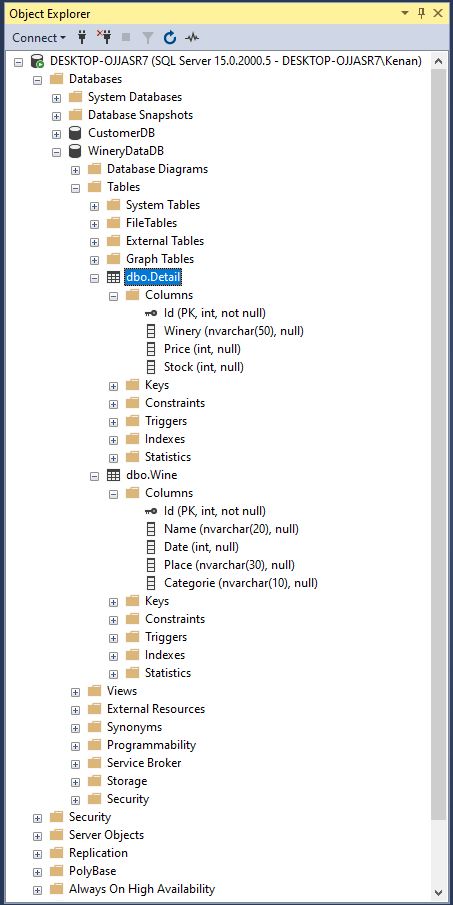 Object Explorer
Connect
DESKTOP-OJJASR7 (SQL Server 15.0.2000.5 - DESKTOP-OJJASR7\Kenan)
Databases
System Databases
Database Snapshots
CustomerDB
WineryDataDB
Database Diagrams
Tables
System Tables
FileTables
External Tables
Graph Tables
dbo.Detail
Columns
Id (PK, int, not null)
Winery (nvarchar(50), null)
Price (int, null)
Stock (int, null)
Keys
Constraints
Triggers
Indexes
Statistics
dbo.Wine
Columns
Id (PK, int, not null)
Name (nvarchar(20), null)
Date (int, null)
Place (nvarchar(30), null)
Categorie (nvarchar(10), null)
Keys
Constraints
Triggers
Indexes
Statistics
Views
External Resources
Synonyms
Programmability
Service Broker
Storage
Security
Security
Server Objects
Replication
PolyBase
Always On High Availability